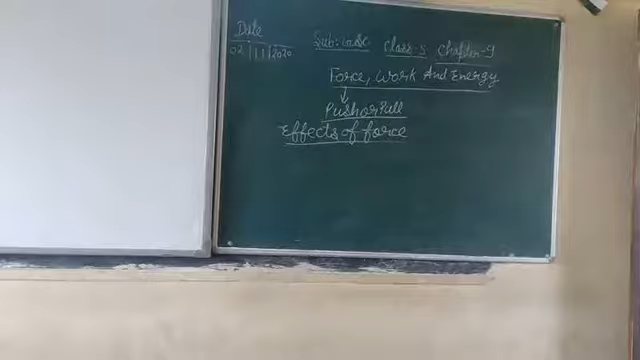 Date
02/11/2020
Sub: Class-5 Chapter-9
Force, Work And Energy
Push or Pull
Effects of force